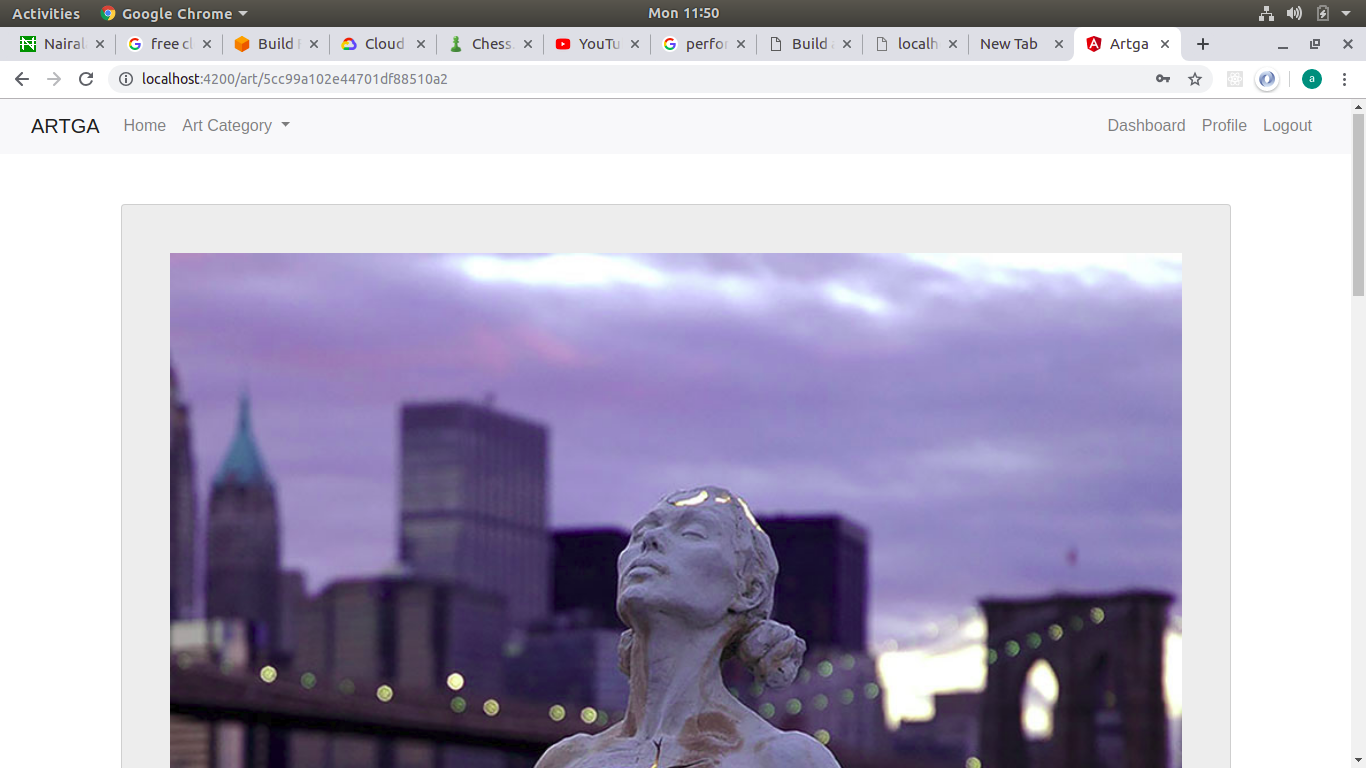 Activities Google Chrome Mon 11:50
Nairal free cl Build Cloud Chess. YouTu perfor Build a localh New Tab Artga
localhost:4200/art/5cc99a102e44701df88510a2 a
ARTGA Home Art Category Dashboard Profile Logout